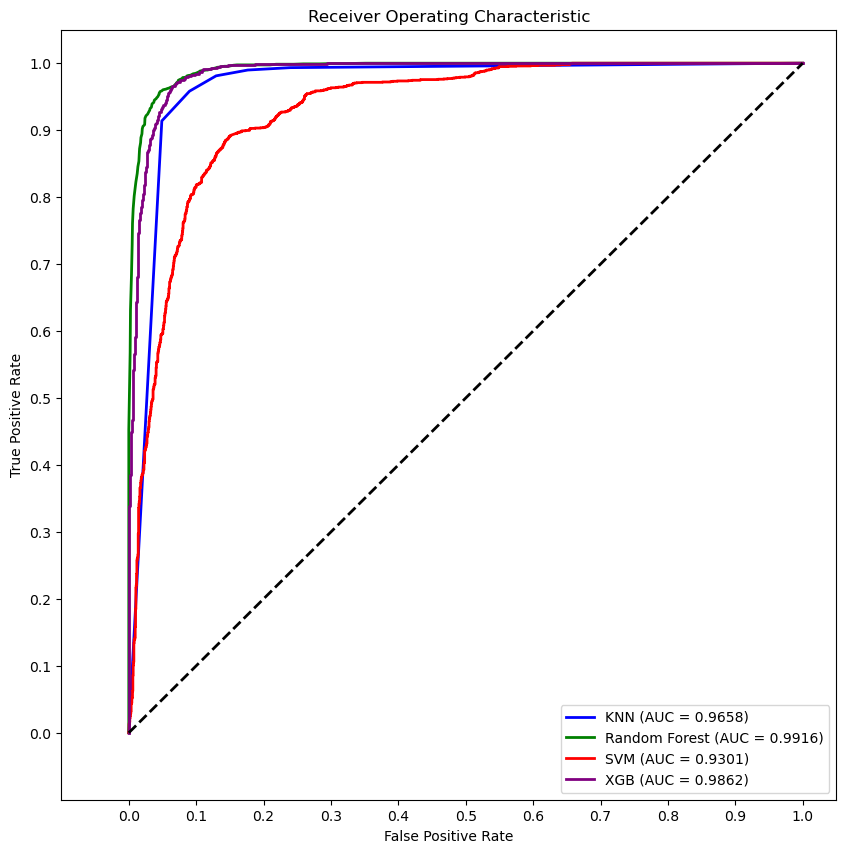 Receiver Operating Characteristic
1.0
0.9
0.8
0.7
0.6
0.5
0.4
0.3
0.2
0.1
0.0
True Positive Rate
KNN (AUC = 0.9658)
Random Forest (AUC = 0.9916)
SVM (AUC = 0.9301)
XGB (AUC = 0.9862)
0.0 0.1 0.2 0.3 0.4 0.5 0.6 0.7 0.8 0.9 1.0
False Positive Rate